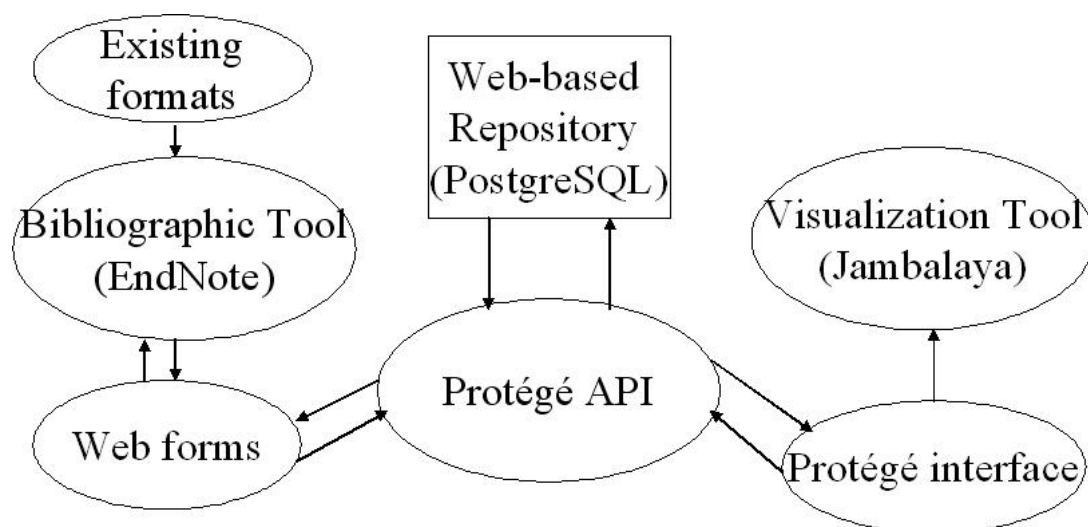 Existing
formats
Bibliographic Tool
(EndNote)
Web forms
Web-based
Repository
(PostgreSQL)
Protégé API
Visualization Tool
(Jambalaya)
Protégé interface